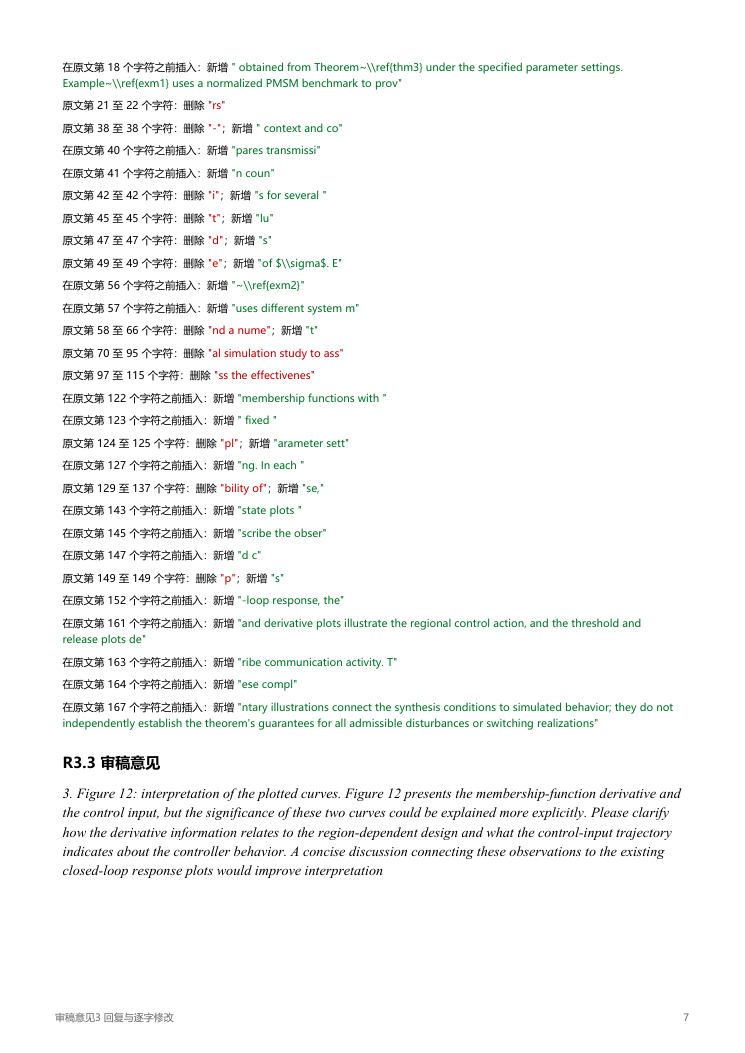 在原文第 18 个字符之前插入：新增 " obtained from Theorem~\\ref{thm3} under the specified parameter settings.
Example~\\ref{exm1} uses a normalized PMSM benchmark to prov"
原文第 21 至 22 个字符：删除 "rs"
原文第 38 至 38 个字符：删除 "-"；新增 " context and co"
在原文第 40 个字符之前插入：新增 "pares transmissi"
在原文第 41 个字符之前插入：新增 "n coun"
原文第 42 至 42 个字符：删除 "i"；新增 "s for several "
原文第 45 至 45 个字符：删除 "t"；新增 "lu"
原文第 47 至 47 个字符：删除 "d"；新增 "s"
原文第 49 至 49 个字符：删除 "e"；新增 "of $\\sigma$. E"
在原文第 56 个字符之前插入：新增 "~\\ref{exm2}"
在原文第 57 个字符之前插入：新增 "uses different system m"
原文第 58 至 66 个字符：删除 "nd a nume"；新增 "t"
原文第 70 至 95 个字符：删除 "al simulation study to ass"
原文第 97 至 115 个字符：删除 "ss the effectivenes"
在原文第 122 个字符之前插入：新增 "membership functions with "
在原文第 123 个字符之前插入：新增 " fixed "
原文第 124 至 125 个字符：删除 "pl"；新增 "arameter sett"
在原文第 127 个字符之前插入：新增 "ng. In each "
原文第 129 至 137 个字符：删除 "bility of"；新增 "se,"
在原文第 143 个字符之前插入：新增 "state plots "
在原文第 145 个字符之前插入：新增 "scribe the obser"
在原文第 147 个字符之前插入：新增 "d c"
原文第 149 至 149 个字符：删除 "p"；新增 "s"
在原文第 152 个字符之前插入：新增 "-loop response, the"
在原文第 161 个字符之前插入：新增 "and derivative plots illustrate the regional control action, and the threshold and
release plots de"
在原文第 163 个字符之前插入：新增 "ribe communication activity. T"
在原文第 164 个字符之前插入：新增 "ese compl"
在原文第 167 个字符之前插入：新增 "ntary illustrations connect the synthesis conditions to simulated behavior; they do not
independently establish the theorem's guarantees for all admissible disturbances or switching realizations"
R3.3 审稿意见
3. Figure 12: interpretation of the plotted curves. Figure 12 presents the membership-function derivative and
the control input, but the significance of these two curves could be explained more explicitly. Please clarify
how the derivative information relates to the region-dependent design and what the control-input trajectory
indicates about the controller behavior. A concise discussion connecting these observations to the existing
closed-loop response plots would improve interpretation
审稿意见3 回复与逐字修改
7